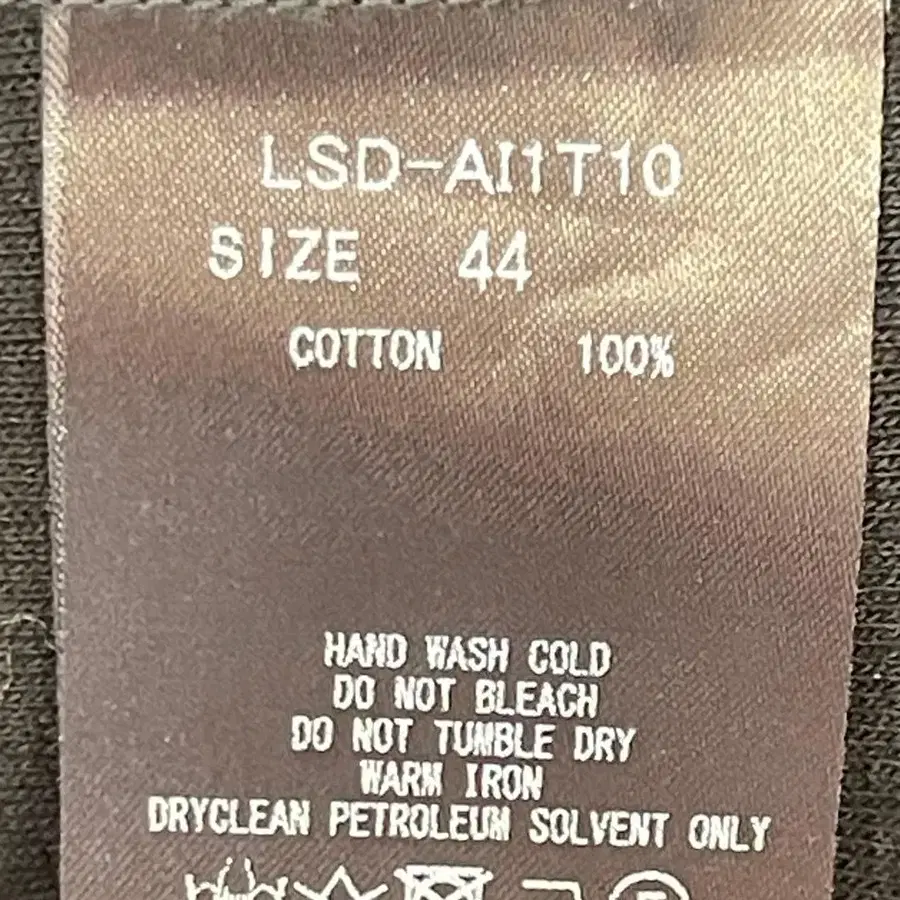 LSD-AI1T10
SIZE 44
COTTON 100%
HAND WASH COLD
DO NOT BLEACH
DO NOT TUMBLE DRY
WARM IRON
DRYCLEAN PETROLEUM SOLVENT ONLY